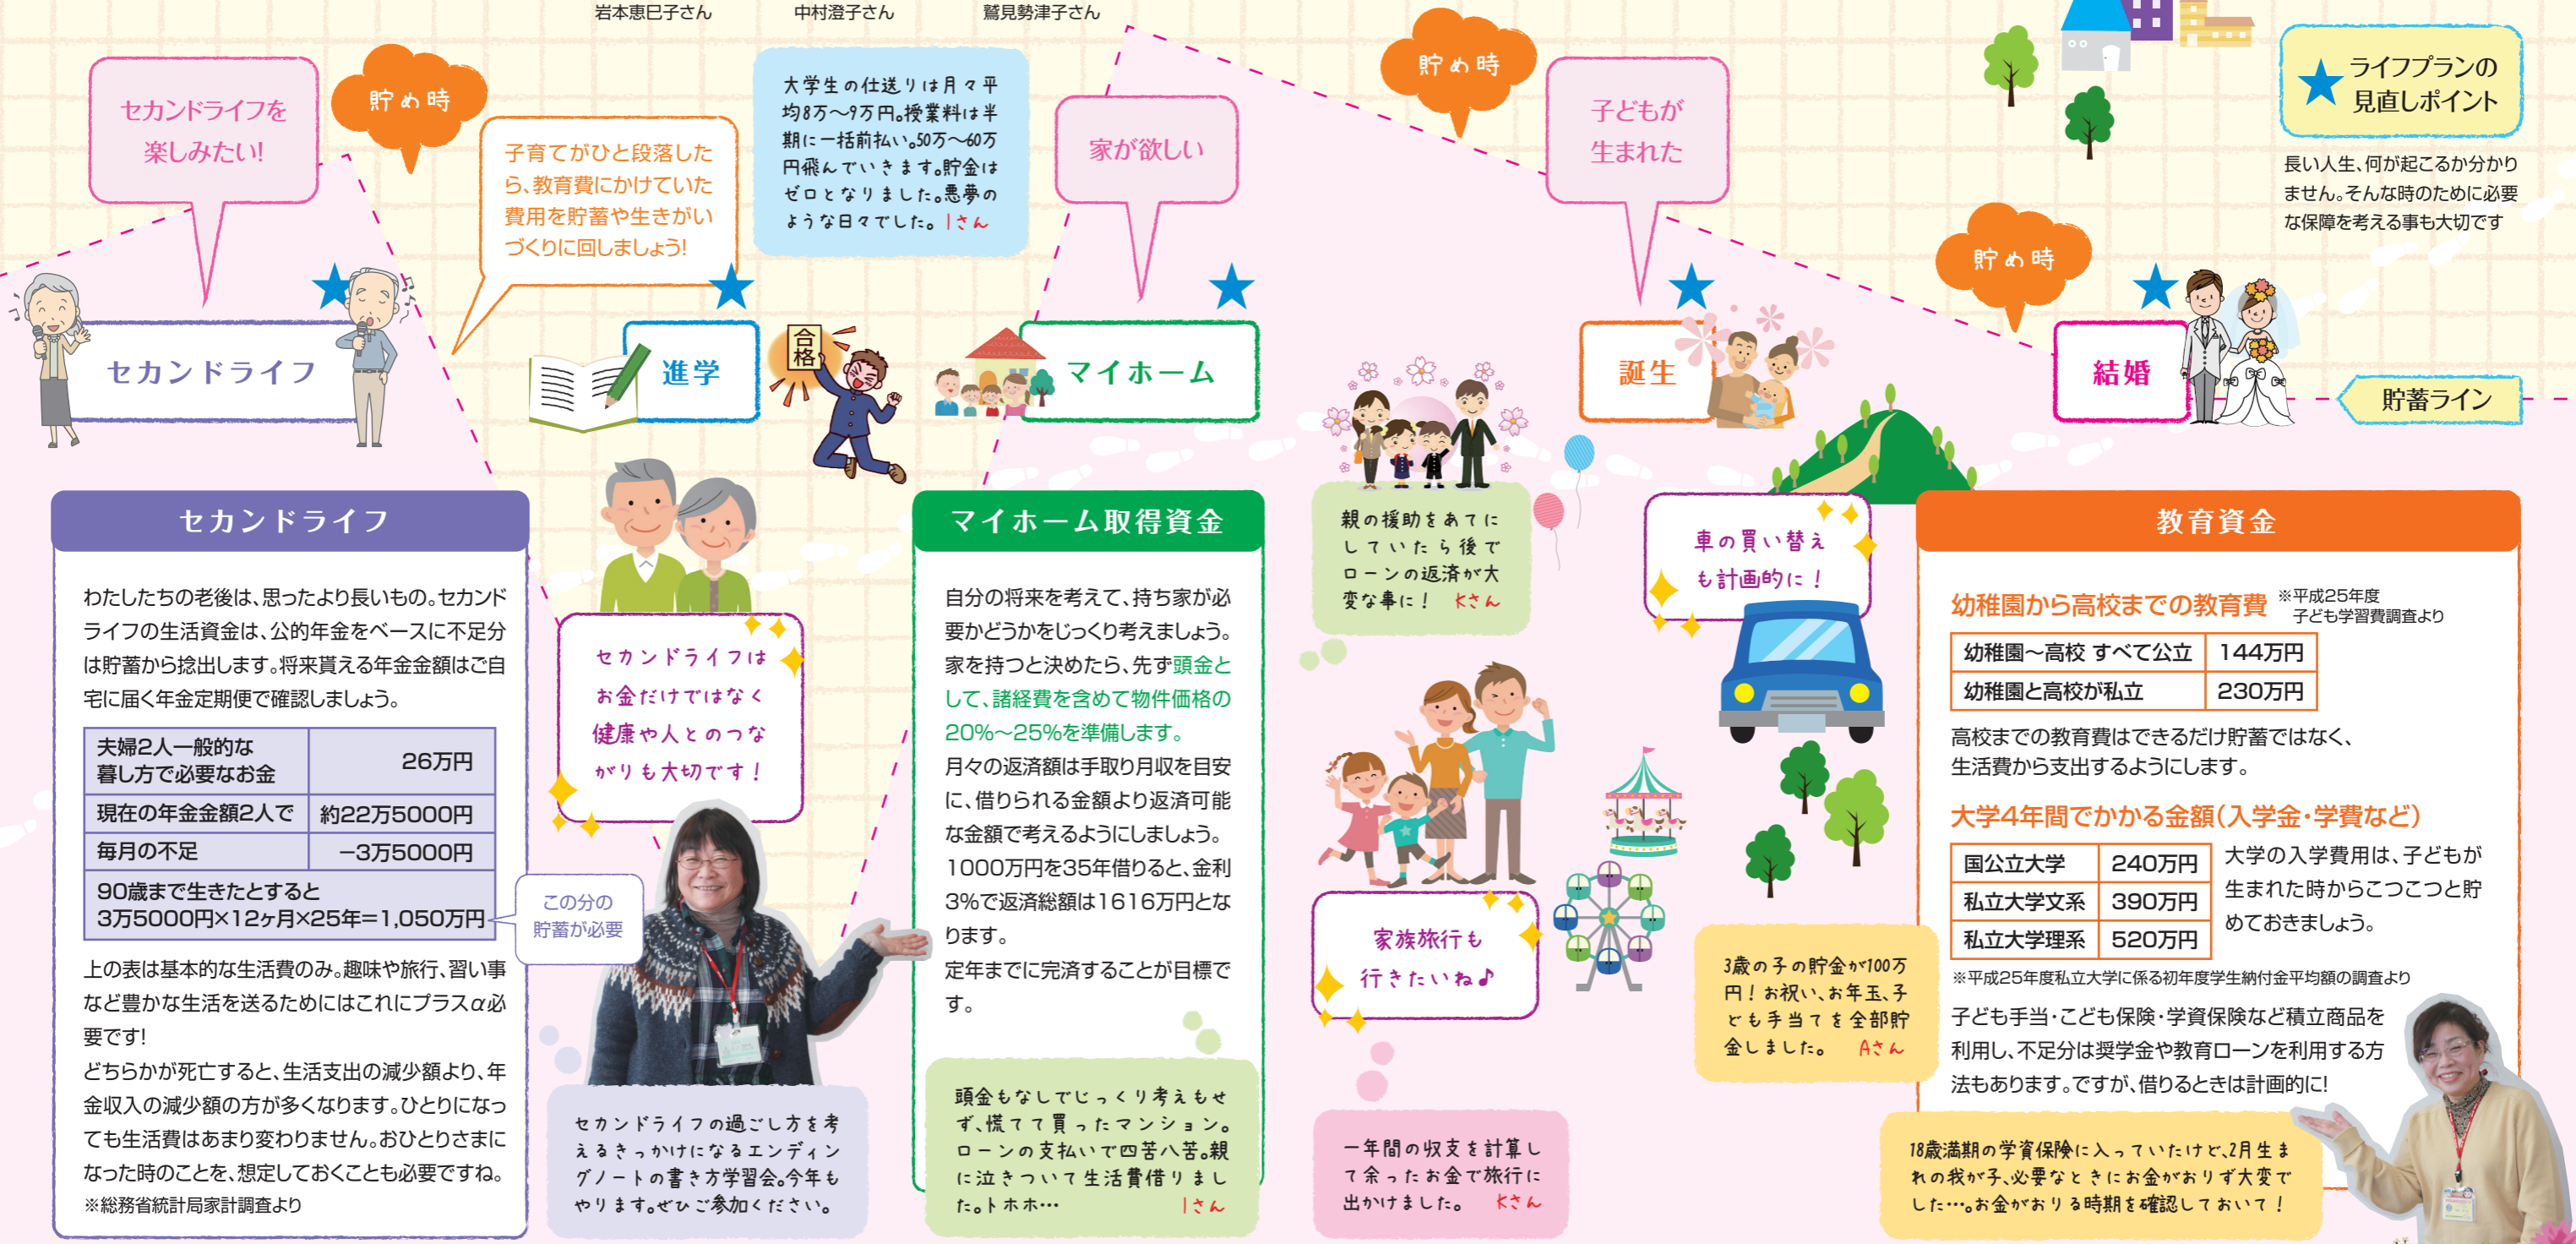 岩本恵巳子さん
中村澄子さん
鷲見勢津子さん
ライフプランの
見直しポイント
長い人生、何が起こるか分かり
ません。そんな時のために必要
な保障を考える事も大切です
貯め時
結婚
貯蓄ライン
子どもが
生まれた
誕生
貯め時
家が欲しい
マイホーム
大学生の仕送りは月々平
均8万〜9万円。授業料は半
期に一括前払い。50万〜60万
円飛んでいきます。貯金は
ゼロとなりました。悪夢の
ような日々でした。Iさん
合格
進学
子育てがひと段落した
ら、教育費にかけていた
費用を貯蓄や生きがい
づくりに回しましょう!
貯め時
セカンドライフを
楽しみたい!
セカンドライフ
教育資金
幼稚園から高校までの教育費
※平成25年度
子ども学習費調査より
幼稚園〜高校 すべて公立 144万円
幼稚園と高校が私立 230万円
高校までの教育費はできるだけ貯蓄ではなく、
生活費から支出するようにします。
大学4年間でかかる金額(入学金・学費など)
国公立大学 240万円
私立大学文系 390万円
私立大学理系 520万円
大学の入学費用は、子どもが
生まれた時からこつこつと貯
めておきましょう。
※平成25年度私立大学に係る初年度学生納付金平均額の調査より
子ども手当・こども保険・学資保険など積立商品を
利用し、不足分は奨学金や教育ローンを利用する方
法もあります。ですが、借りるときは計画的に!
18歳満期の学資保険に入っていたけど、2月生ま
れの我が子、必要なときにお金がおりず大変で
した…。お金がおりる時期を確認しておいて!
車の買い替え
も計画的に!
3歳の子の貯金が100万
円!お祝い、お年玉、子
ども手当てを全部貯
金しました。 Aさん
親の援助をあてに
していたら後で
ローンの返済が大
変な事に! Kさん
家族旅行も
行きたいね♪
一年間の収支を計算し
て余ったお金で旅行に
出かけました。 Kさん
マイホーム取得資金
自分の将来を考えて、持ち家が必
要かどうかをじっくり考えましょう。
家を持つと決めたら、先ず頭金と
して、諸経費を含めて物件価格の
20%〜25%を準備します。
月々の返済額は手取り月収を目安
に、借りられる金額より返済可能
な金額で考えるようにしましょう。
1000万円を35年借りると、金利
3%で返済総額は1616万円とな
ります。
定年までに完済することが目標で
す。
頭金もなしでじっくり考えもせ
ず、慌てて買ったマンション。
ローンの支払いで四苦八苦。親
に泣きついて生活費借りまし
た。トホホ… Iさん
セカンドライフは
お金だけではなく
健康や人とのつな
がりも大切です!
セカンドライフの過ごし方を考
えるきっかけになるエンディン
グノートの書き方学習会。今年も
やります。ぜひご参加ください。
セカンドライフ
わたしたちの老後は、思ったより長いもの。セカンド
ライフの生活資金は、公的年金をベースに不足分
は貯蓄から捻出します。将来貰える年金金額はご自
宅に届く年金定期便で確認しましょう。
夫婦2人一般的な
暮し方で必要なお金 26万円
現在の年金金額2人で 約22万5000円
毎月の不足 −3万5000円
90歳まで生きたとすると
3万5000円×12ヶ月×25年=1,050万円
この分の
貯蓄が必要
上の表は基本的な生活費のみ。趣味や旅行、習い事
など豊かな生活を送るためにはこれにプラスα必
要です!
どちらかが死亡すると、生活支出の減少額より、年
金収入の減少額の方が多くなります。ひとりになっ
ても生活費はあまり変わりません。おひとりさまに
なった時のことを、想定しておくことも必要ですね。
※総務省統計局家計調査より